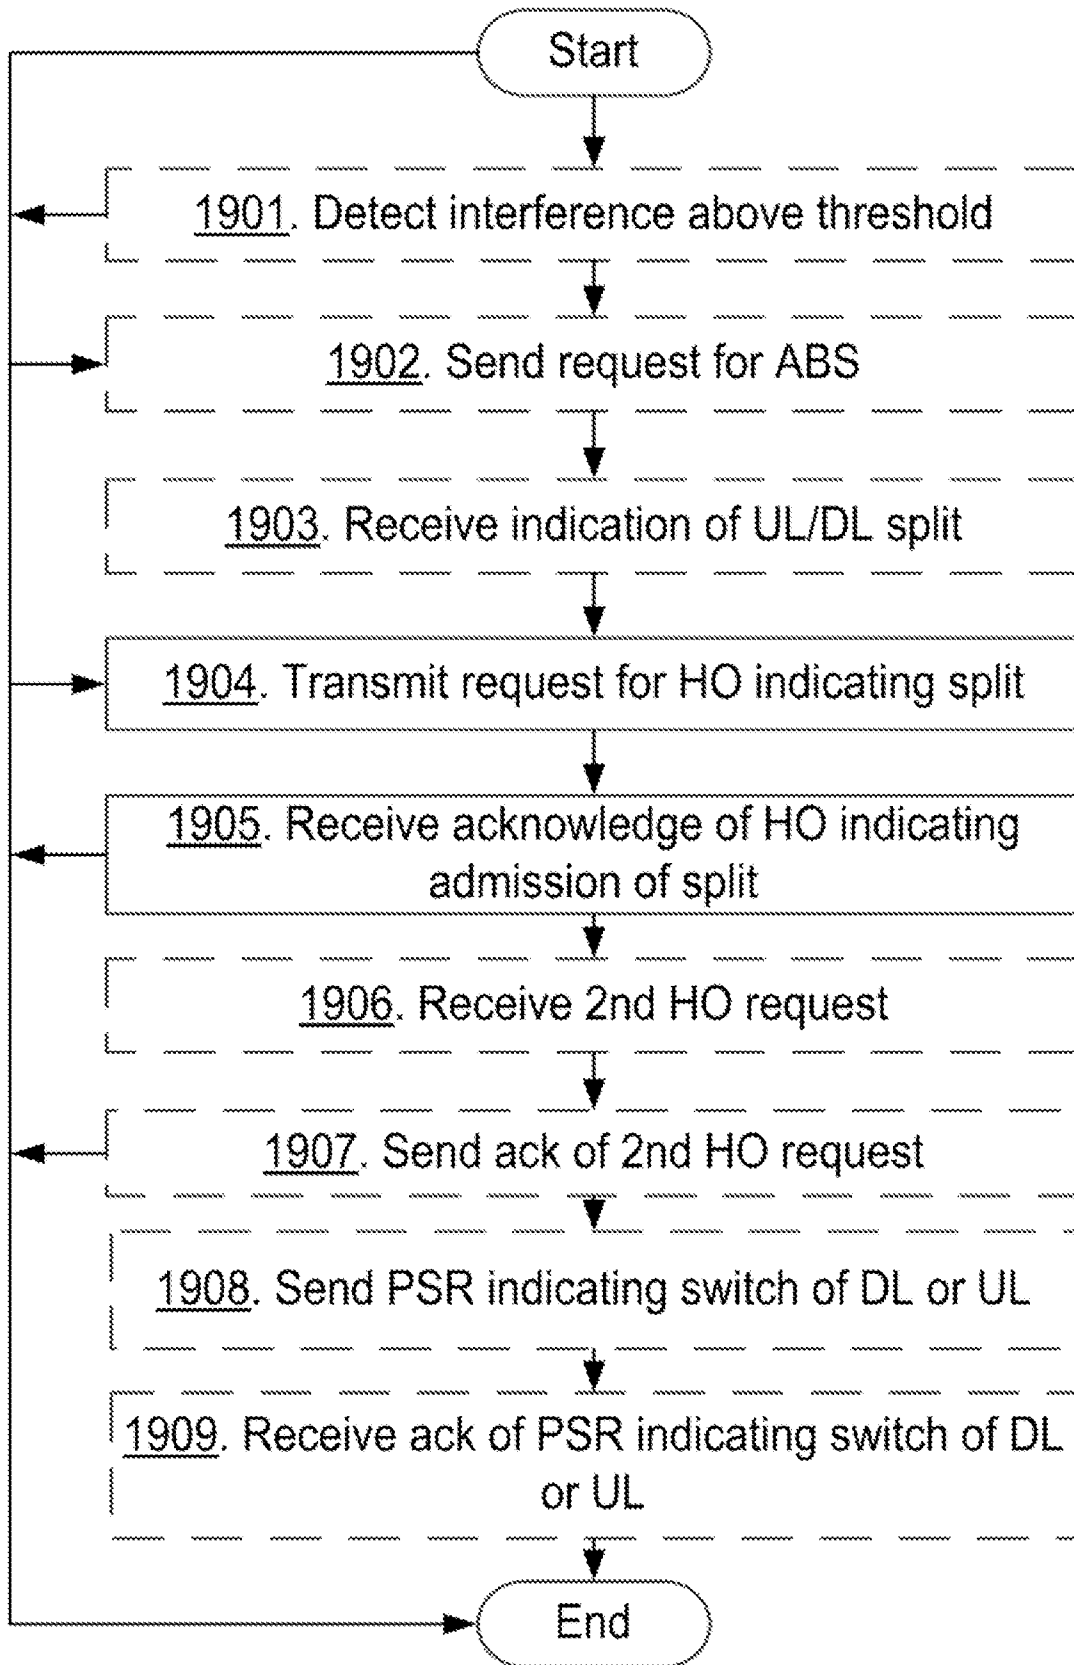 Start
1901. Detect interference above threshold
1902. Send request for ABS
1903. Receive indication of UL/DL split
1904. Transmit request for HO indicating split
1905. Receive acknowledge of HO indicating
admission of split
1906. Receive 2nd HO request
1907. Send ack of 2nd HO request
1908. Send PSR indicating switch of DL or UL
1909. Receive ack of PSR indicating switch of DL
or UL
End